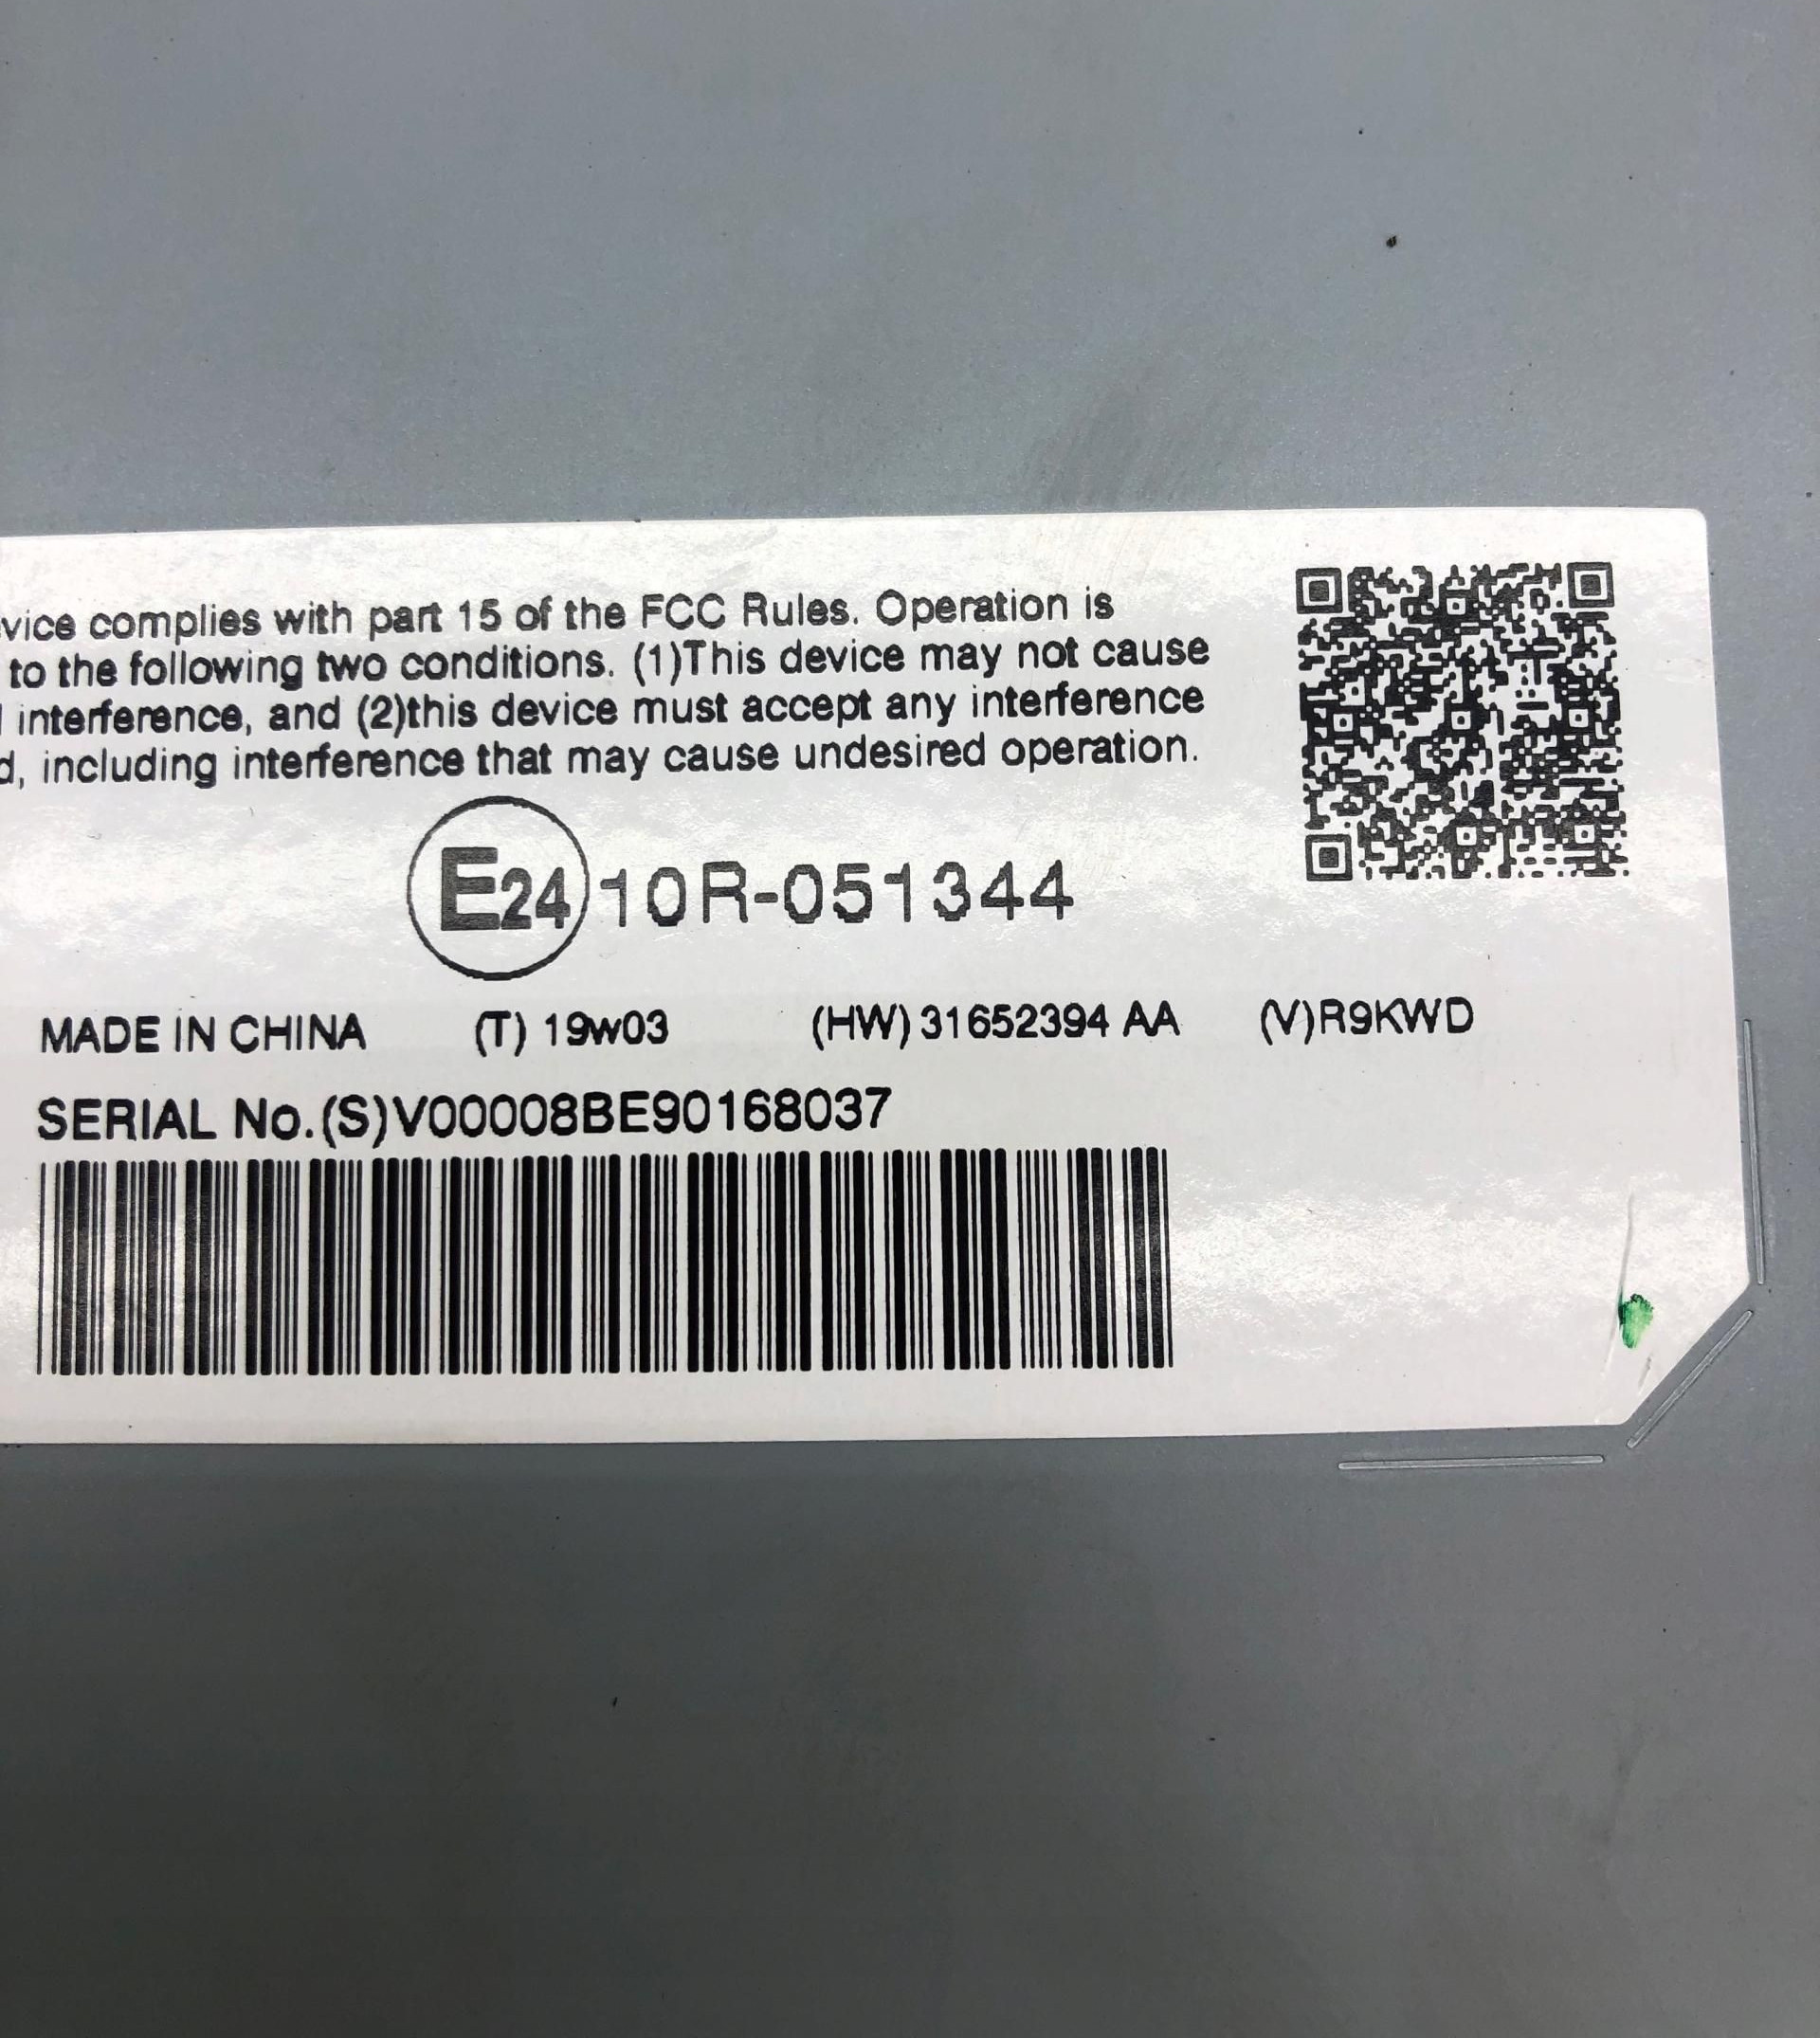 vice complies with part 15 of the FCC Rules. Operation is
to the following two conditions. (1)This device may not cause
interference, and (2)this device must accept any interference
d, including interference that may cause undesired operation.
E24 10R-051344
MADE IN CHINA (T) 19w03 (HW) 31652394 AA (V)R9KWD
SERIAL No.(S)V00008BE90168037